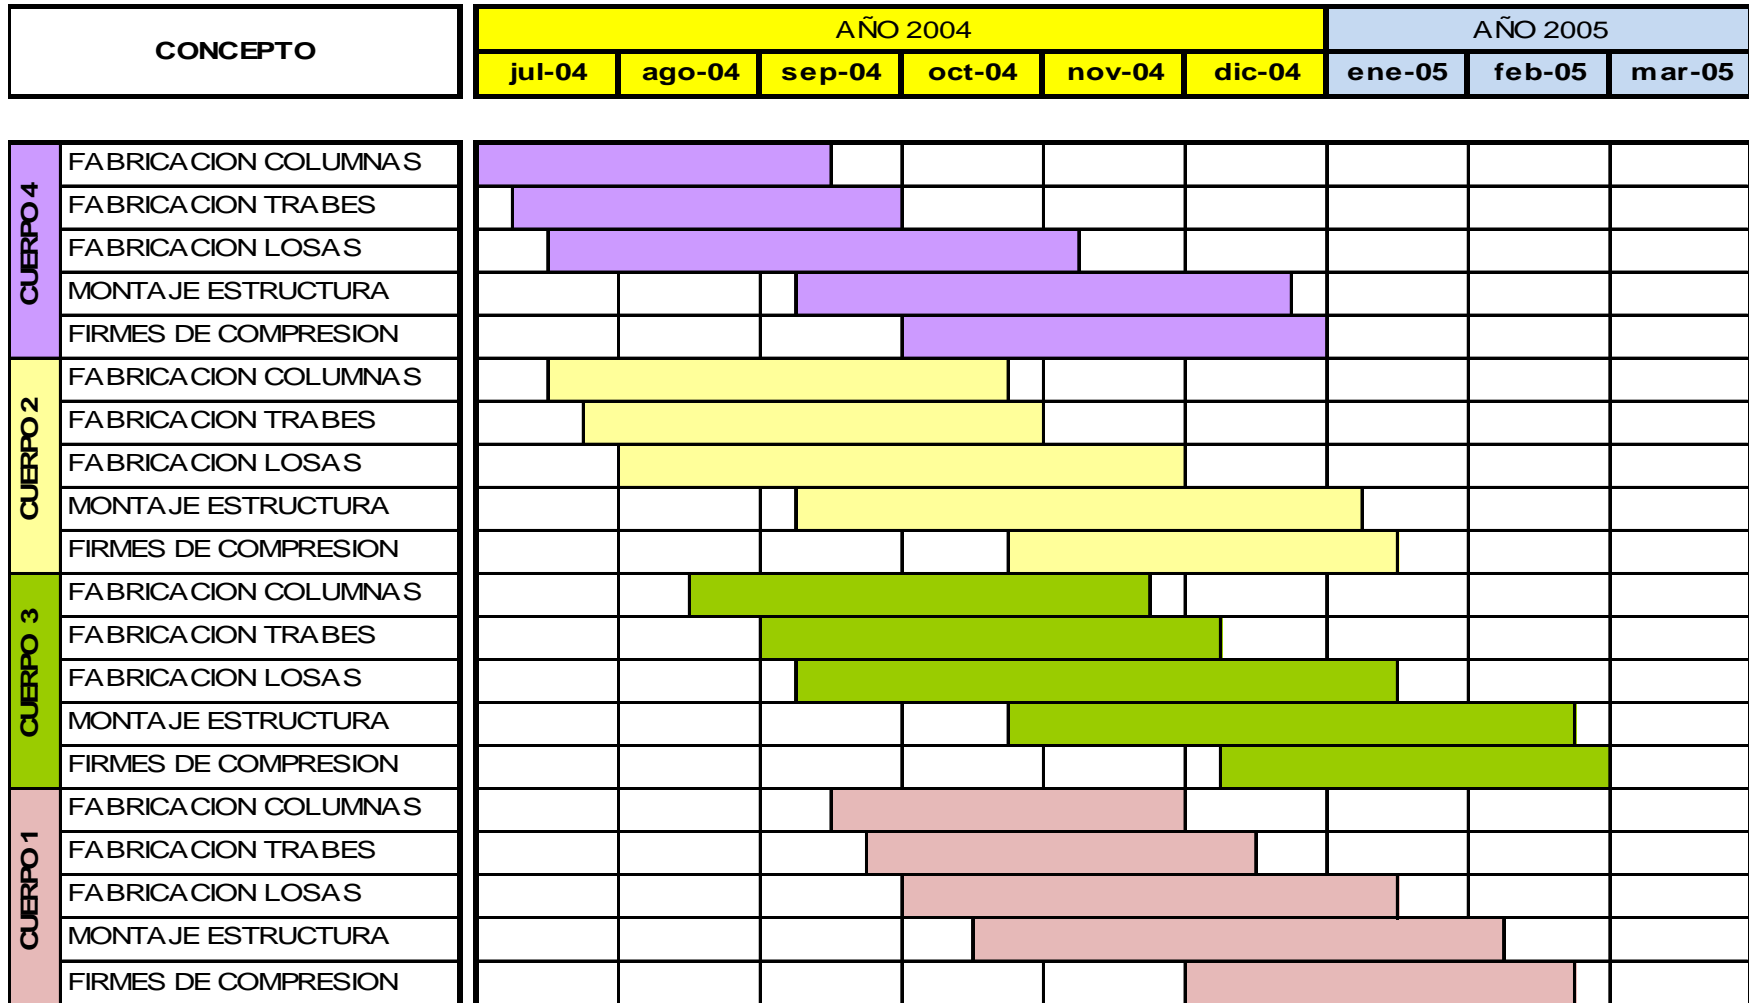 CONCEPTO
AÑO 2004
AÑO 2005
jul-04 ago-04 sep-04 oct-04 nov-04 dic-04 ene-05 feb-05 mar-05
CUERPO 4
FABRICACION COLUMNAS
FABRICACION TRABES
FABRICACION LOSAS
MONTAJE ESTRUCTURA
FIRMES DE COMPRESION
CUERPO 2
FABRICACION COLUMNAS
FABRICACION TRABES
FABRICACION LOSAS
MONTAJE ESTRUCTURA
FIRMES DE COMPRESION
CUERPO 3
FABRICACION COLUMNAS
FABRICACION TRABES
FABRICACION LOSAS
MONTAJE ESTRUCTURA
FIRMES DE COMPRESION
CUERPO 1
FABRICACION COLUMNAS
FABRICACION TRABES
FABRICACION LOSAS
MONTAJE ESTRUCTURA
FIRMES DE COMPRESION